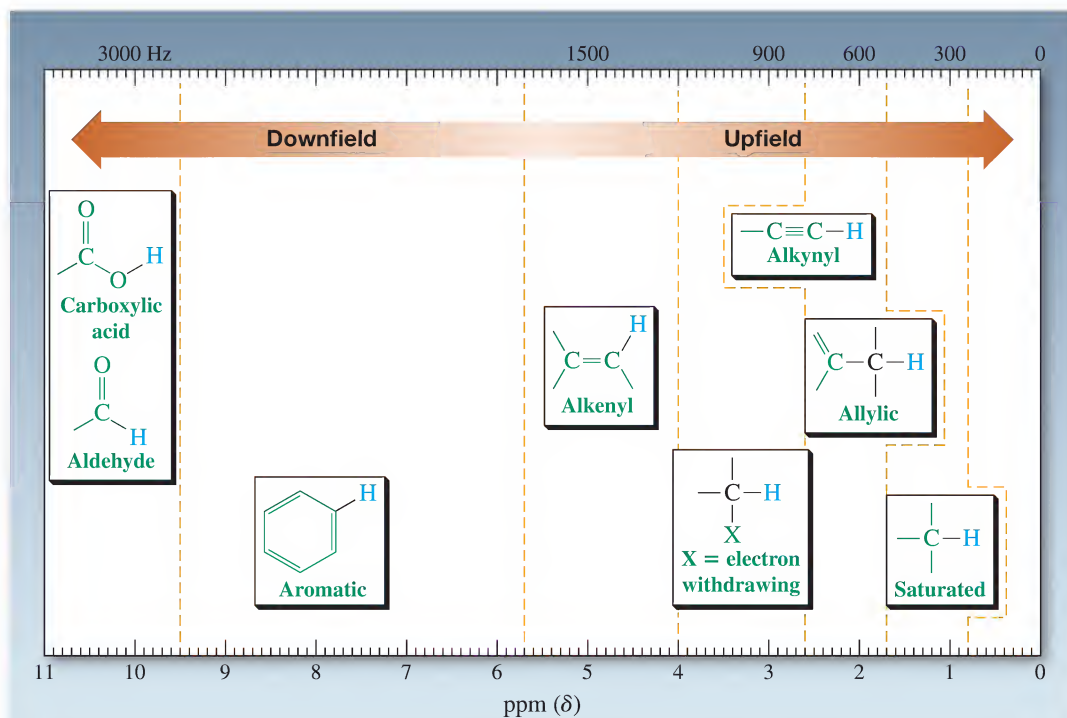 3000 Hz 1500 900 600 300 0
Downfield Upfield
O
C
O
H
Carboxylic
acid
O
C
H
Aldehyde
H
Aromatic
H
C=C
Alkenyl
—C≡C—H
Alkynyl
C—C—H
Allylic
—C—H
X
X = electron
withdrawing
—C—H
Saturated
11 10 9 8 7 6 5 4 3 2 1 0
ppm (δ)